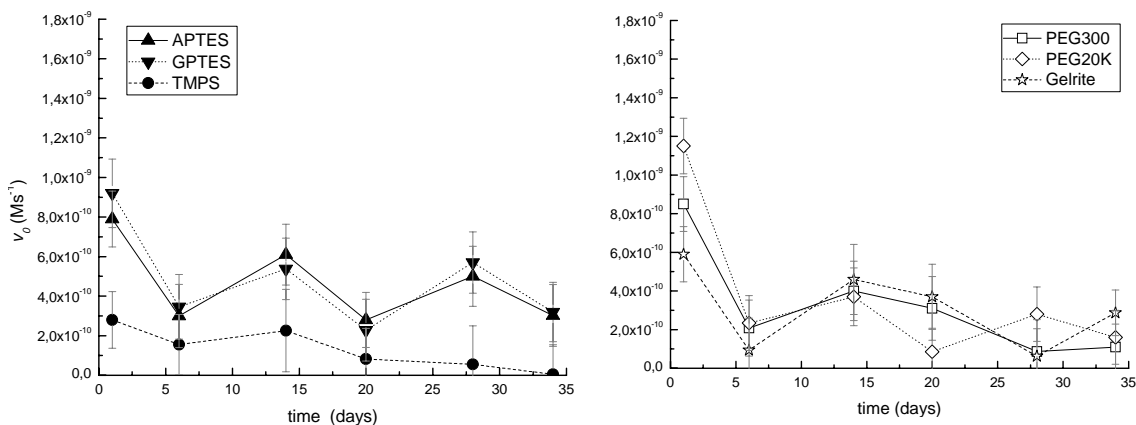 1,8x10⁻⁹
1,6x10⁻⁹
1,4x10⁻⁹
1,2x10⁻⁹
1,0x10⁻⁹
8,0x10⁻¹⁰
6,0x10⁻¹⁰
4,0x10⁻¹⁰
2,0x10⁻¹⁰
0,0
v₀ (Ms⁻¹)
APTES
GPTES
TMPS
0 5 10 15 20 25 30 35
time (days)
1,8x10⁻⁹
1,6x10⁻⁹
1,4x10⁻⁹
1,2x10⁻⁹
1,0x10⁻⁹
8,0x10⁻¹⁰
6,0x10⁻¹⁰
4,0x10⁻¹⁰
2,0x10⁻¹⁰
0,0
PEG300
PEG20K
Gelrite
0 5 10 15 20 25 30 35
time (days)